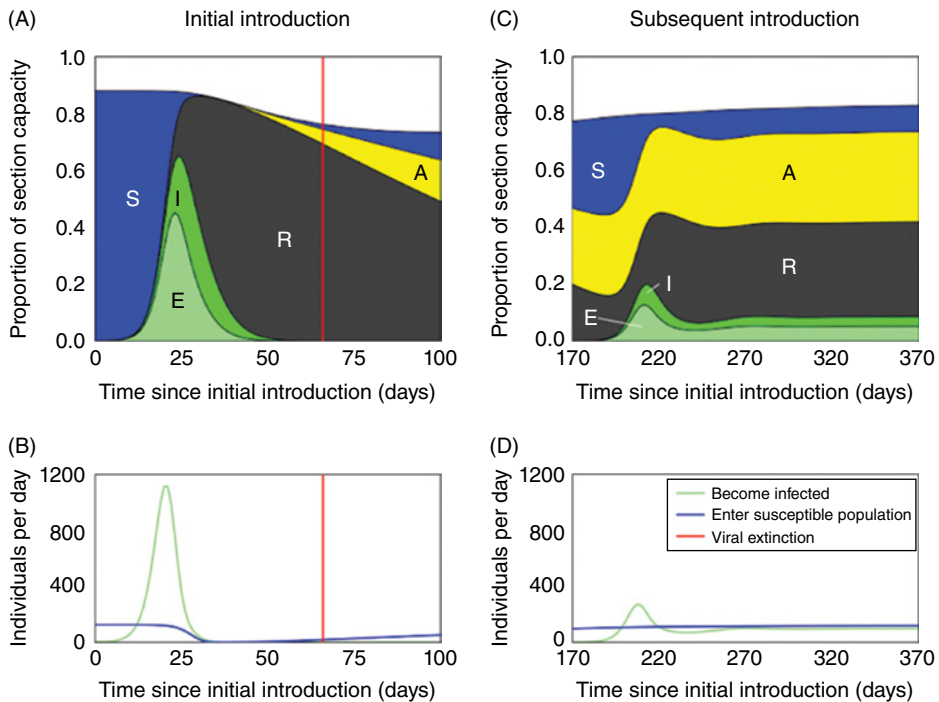 (A)
Initial introduction
Proportion of section capacity
1.0
0.8
0.6
0.4
0.2
0.0
S
I
E
R
A
0 25 50 75 100
Time since initial introduction (days)
(C)
Subsequent introduction
Proportion of section capacity
1.0
0.8
0.6
0.4
0.2
0.0
S
A
R
I
E
170 220 270 320 370
Time since initial introduction (days)
(B)
Individuals per day
1200
800
400
0
0 25 50 75 100
Time since initial introduction (days)
(D)
Individuals per day
1200
800
400
0
Become infected
Enter susceptible population
Viral extinction
170 220 270 320 370
Time since initial introduction (days)